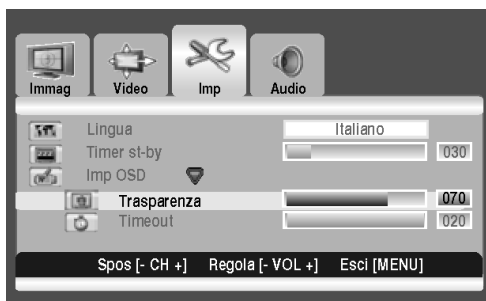 Immag Video Imp Audio
Lingua Italiano
Timer st-by 030
Imp OSD
Trasparenza 070
Timeout 020
Spos [- CH +] Regola [- VOL +] Esci [MENU]